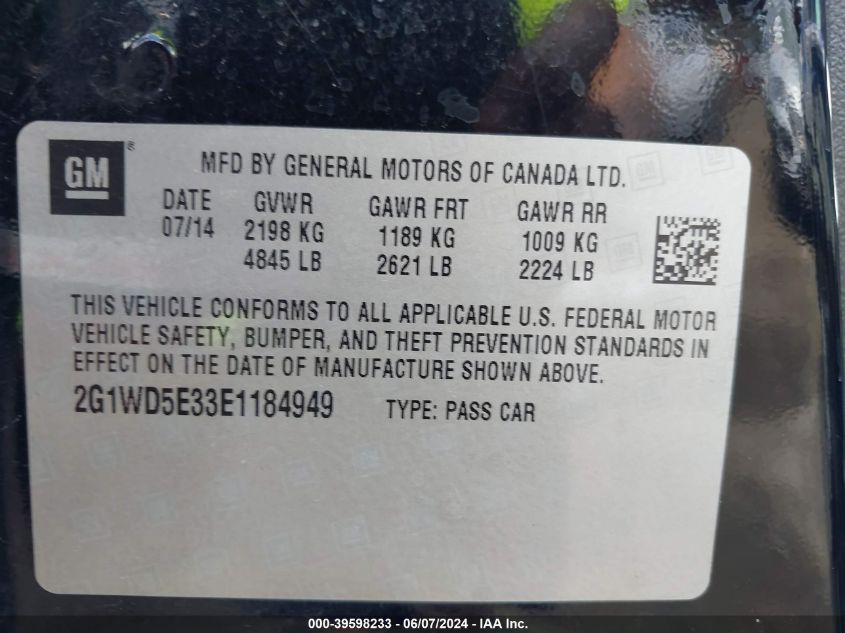 GM®
MFD BY GENERAL MOTORS OF CANADA LTD.
DATE GVWR GAWR FRT GAWR RR
07/14 2198 KG 1189 KG 1009 KG
4845 LB 2621 LB 2224 LB
THIS VEHICLE CONFORMS TO ALL APPLICABLE U.S. FEDERAL MOTOR
VEHICLE SAFETY, BUMPER, AND THEFT PREVENTION STANDARDS IN
EFFECT ON THE DATE OF MANUFACTURE SHOWN ABOVE.
2G1WD5E33E1184949 TYPE: PASS CAR
000-39598233 - 06/07/2024 - IAA Inc.